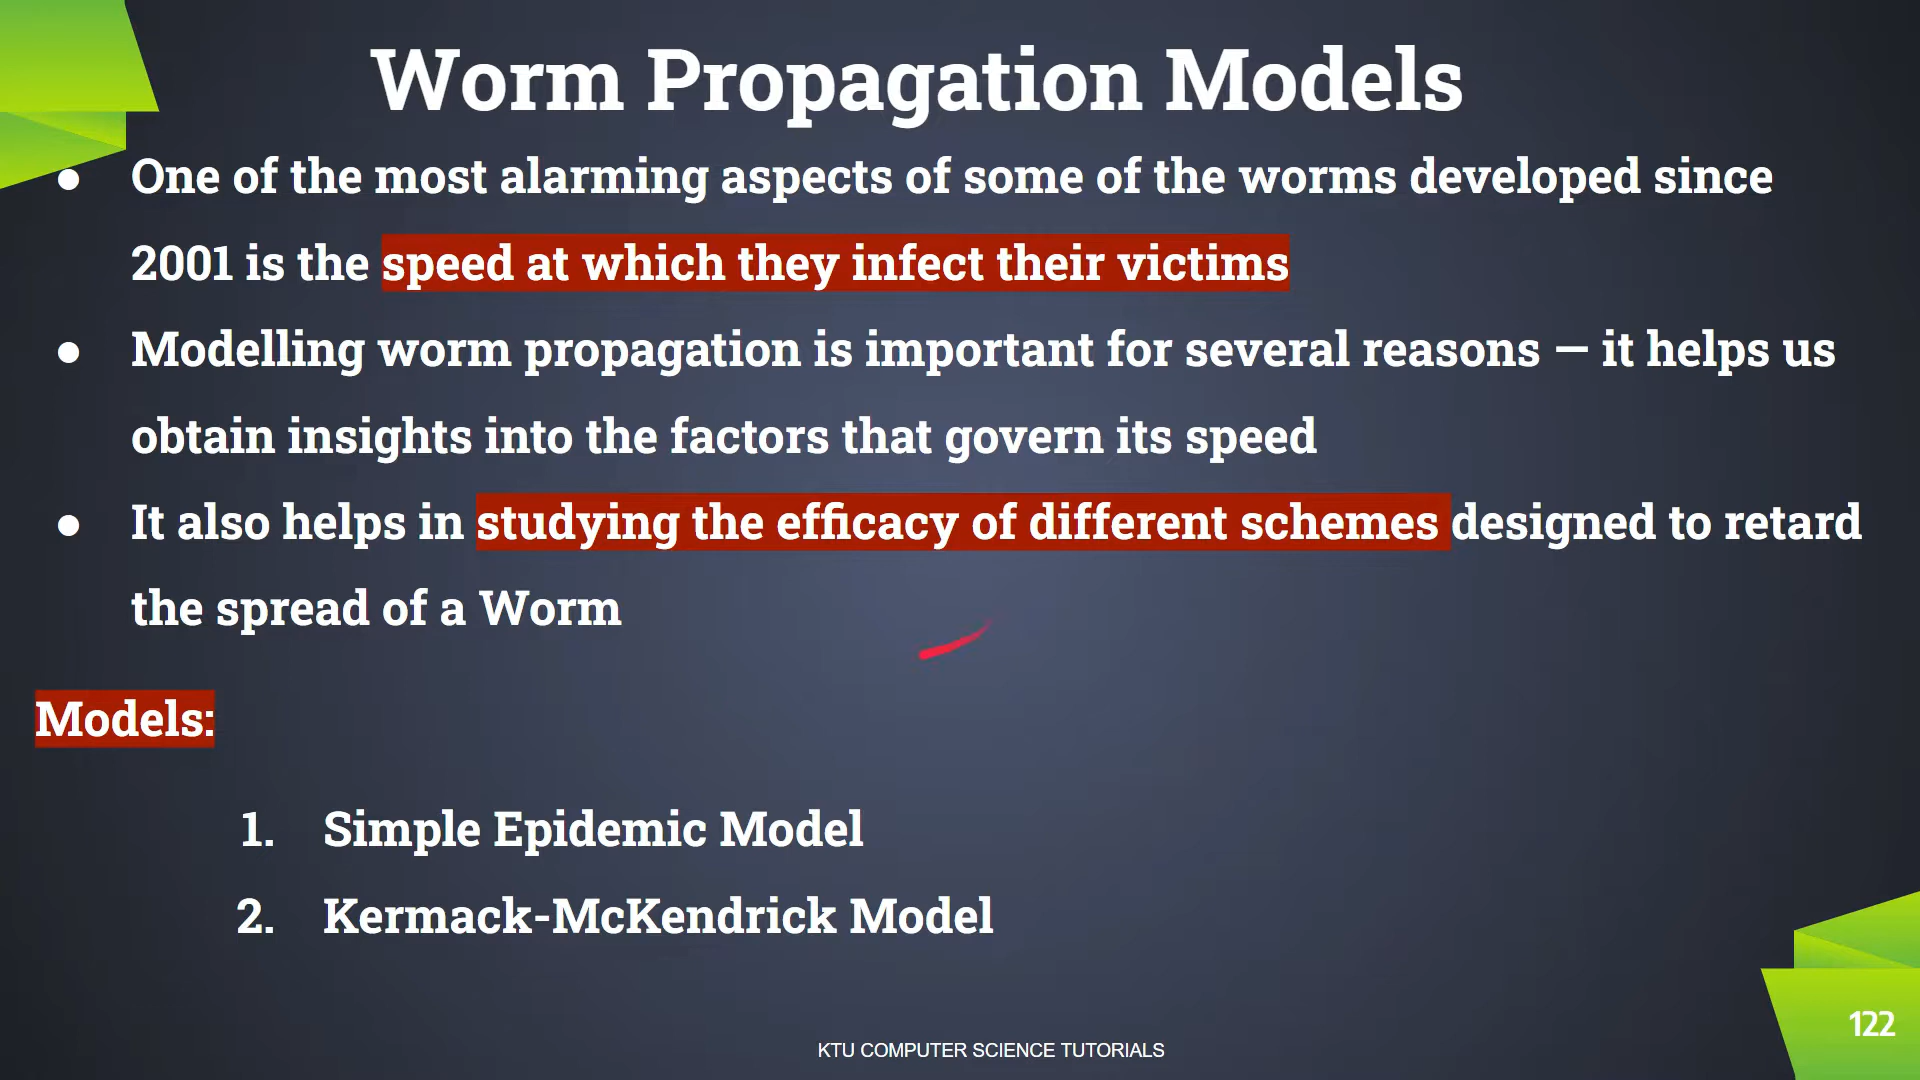 Worm Propagation Models
● One of the most alarming aspects of some of the worms developed since
2001 is the speed at which they infect their victims
● Modelling worm propagation is important for several reasons — it helps us
obtain insights into the factors that govern its speed
● It also helps in studying the efficacy of different schemes designed to retard
the spread of a Worm
Models:
1. Simple Epidemic Model
2. Kermack-McKendrick Model
122
KTU COMPUTER SCIENCE TUTORIALS